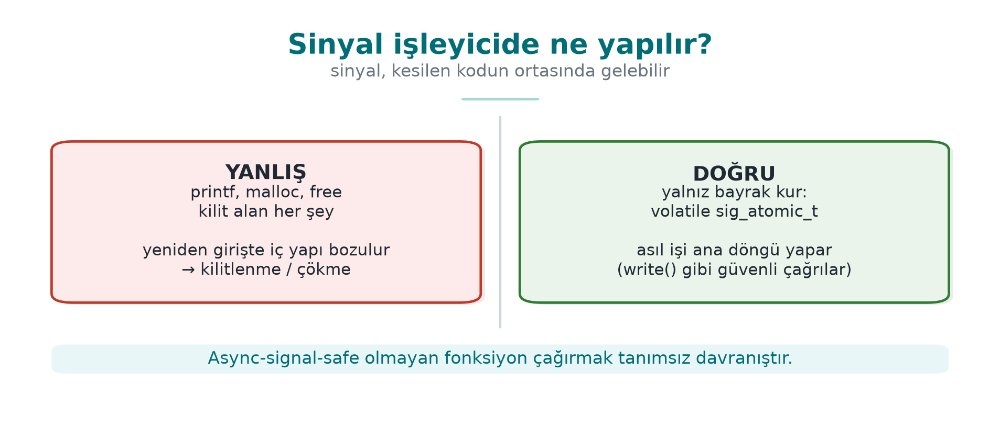 Sinyal işleyicide ne yapılır?
sinyal, kesilen kodun ortasında gelebilir
YANLIŞ
printf, malloc, free
kilit alan her şey
yeniden girişte iç yapı bozulur
→ kilitlenme / çökme
DOĞRU
yalnız bayrak kur:
volatile sig_atomic_t
asıl işi ana döngü yapar
(write() gibi güvenli çağrılar)
Async-signal-safe olmayan fonksiyon çağırmak tanımsız davranıştır.